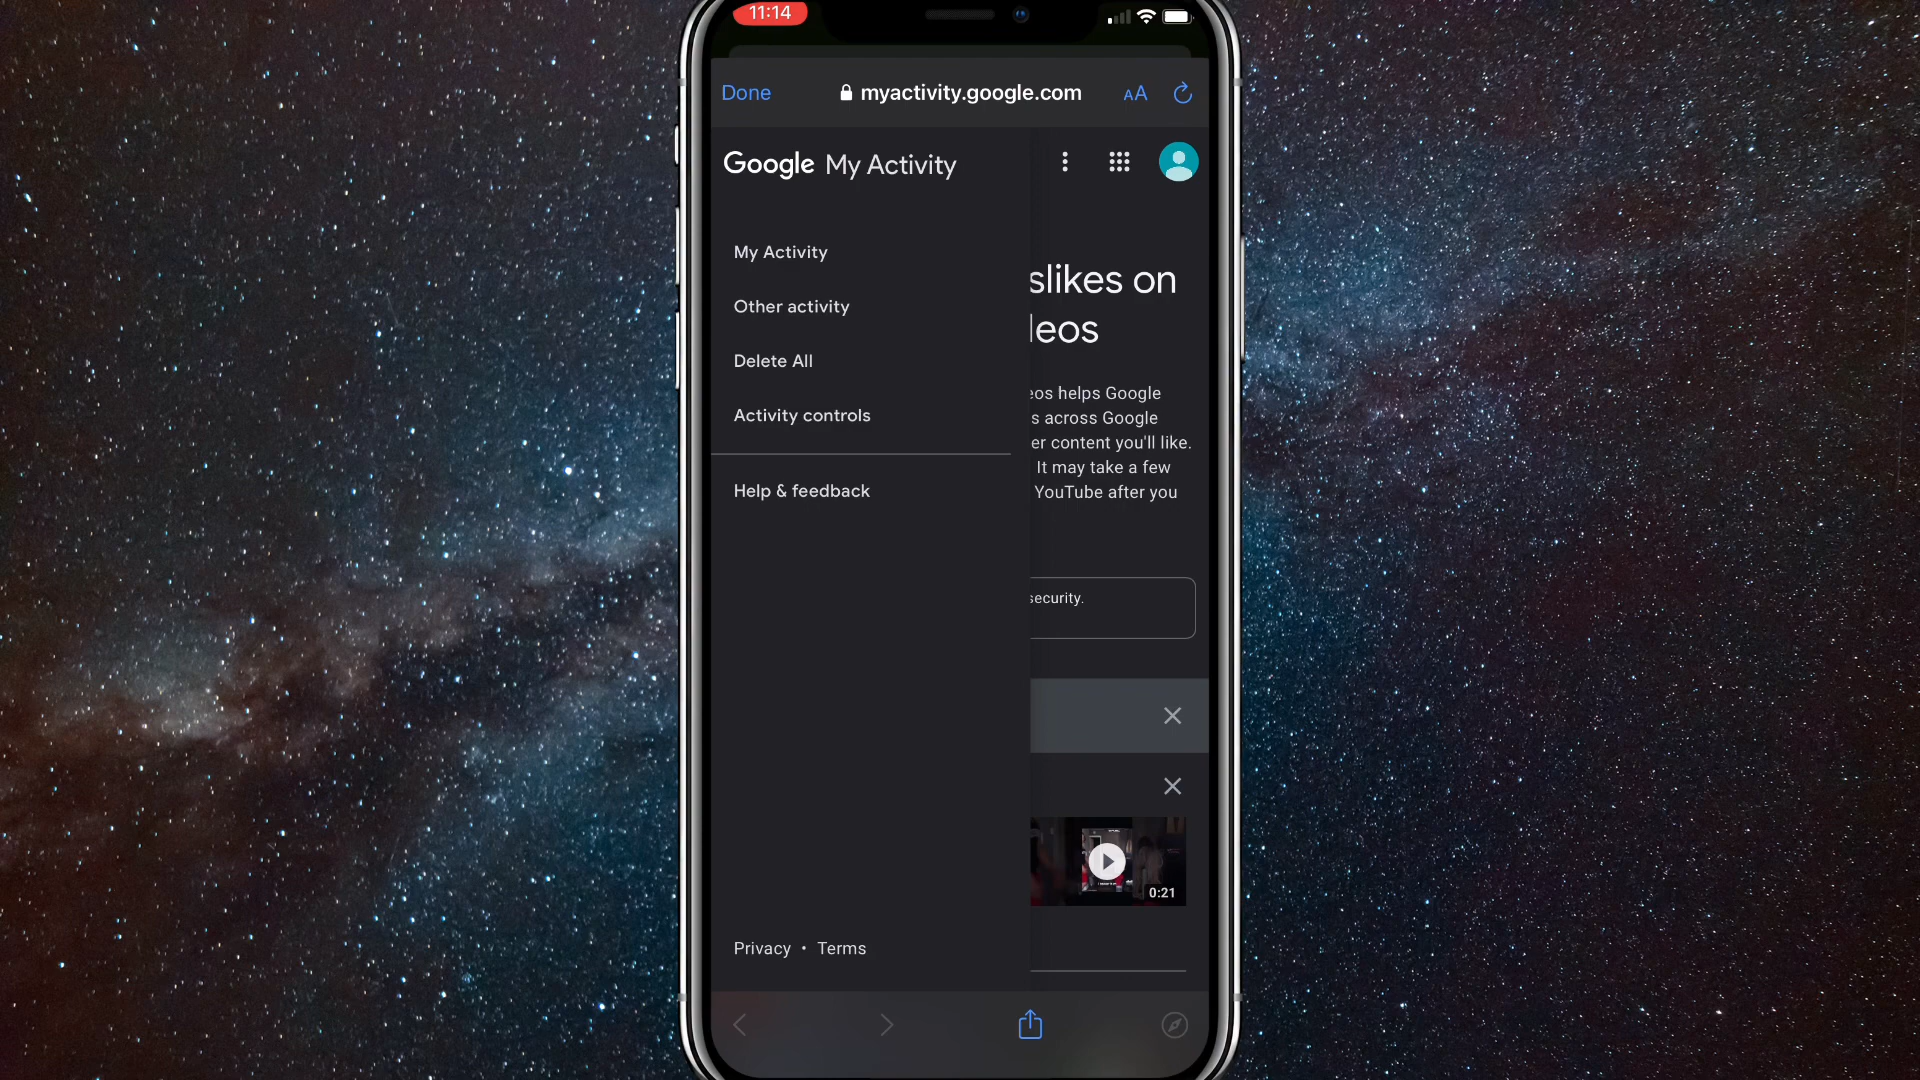 11:14
Done
myactivity.google.com
AA
Google My Activity
My Activity
Other activity
Delete All
Activity controls
Help & feedback
Privacy • Terms
slikes on
leos
eos helps Google
s across Google
er content you'll like.
It may take a few
YouTube after you
security.
0:21